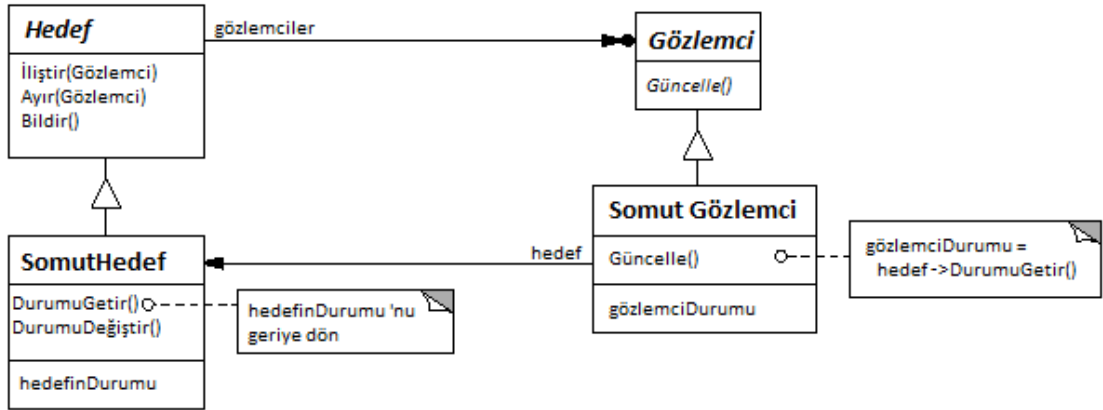 Hedef
İliştir(Gözlemci)
Ayır(Gözlemci)
Bildir()
gözlemciler
Gözlemci
Güncelle()
SomutHedef
DurumuGetir()
DurumuDeğiştir()
hedefinDurumu
hedefinDurumu 'nu
geriye dön
hedef
Somut Gözlemci
Güncelle()
gözlemciDurumu
gözlemciDurumu =
hedef ->DurumuGetir()